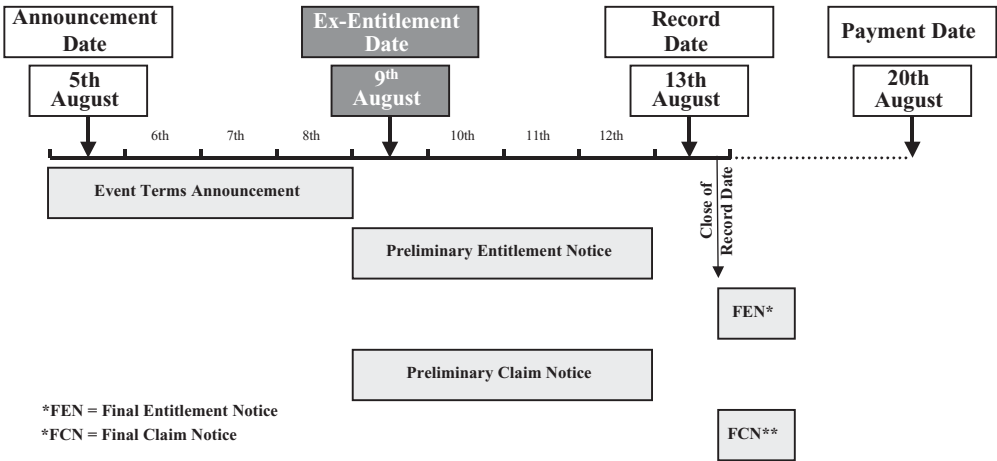 Announcement
Date
Ex-Entitlement
Date
Record
Date
Payment Date
5th
August
9th
August
13th
August
20th
August
6th
7th
8th
10th
11th
12th
Event Terms Announcement
Close of
Record Date
Preliminary Entitlement Notice
FEN*
Preliminary Claim Notice
*FEN = Final Entitlement Notice
*FCN = Final Claim Notice
FCN**